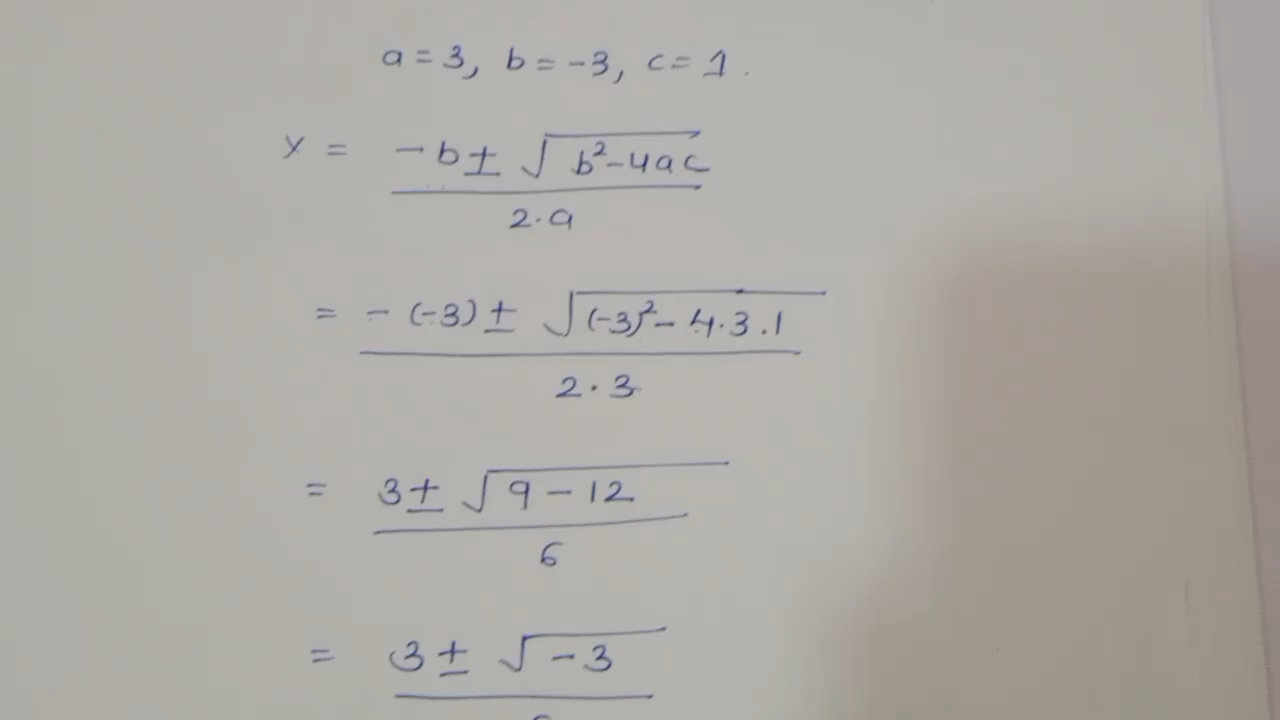 a = 3, b = -3, c = 1.
x = -b ± √(b²-4ac)
2·a
= -(-3) ± √((-3)² - 4·3·1)
2·3
= 3 ± √(9 - 12)
6
= 3 ± √(-3)